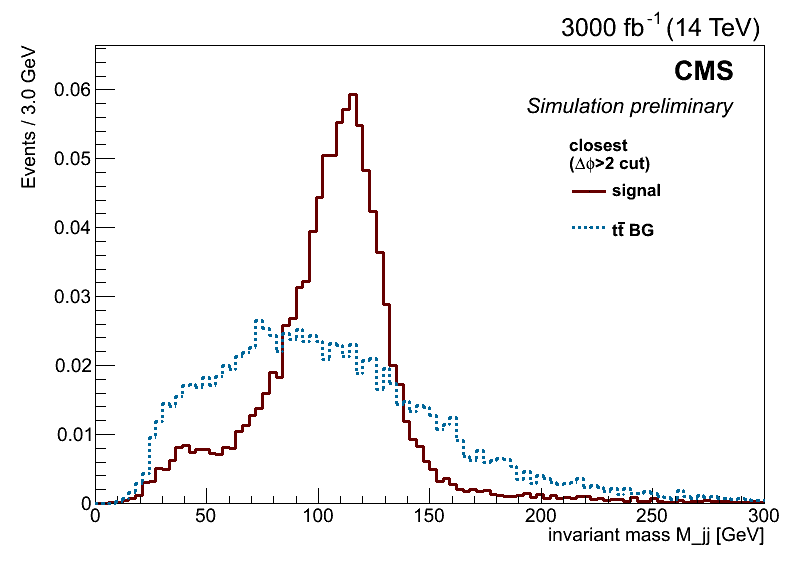 3000 fb⁻¹ (14 TeV)
CMS
Simulation preliminary
closest
(Δϕ>2 cut)
signal
tt̄ BG
Events / 3.0 GeV
0.06
0.05
0.04
0.03
0.02
0.01
0
0 50 100 150 200 250 300
invariant mass M_jj [GeV]